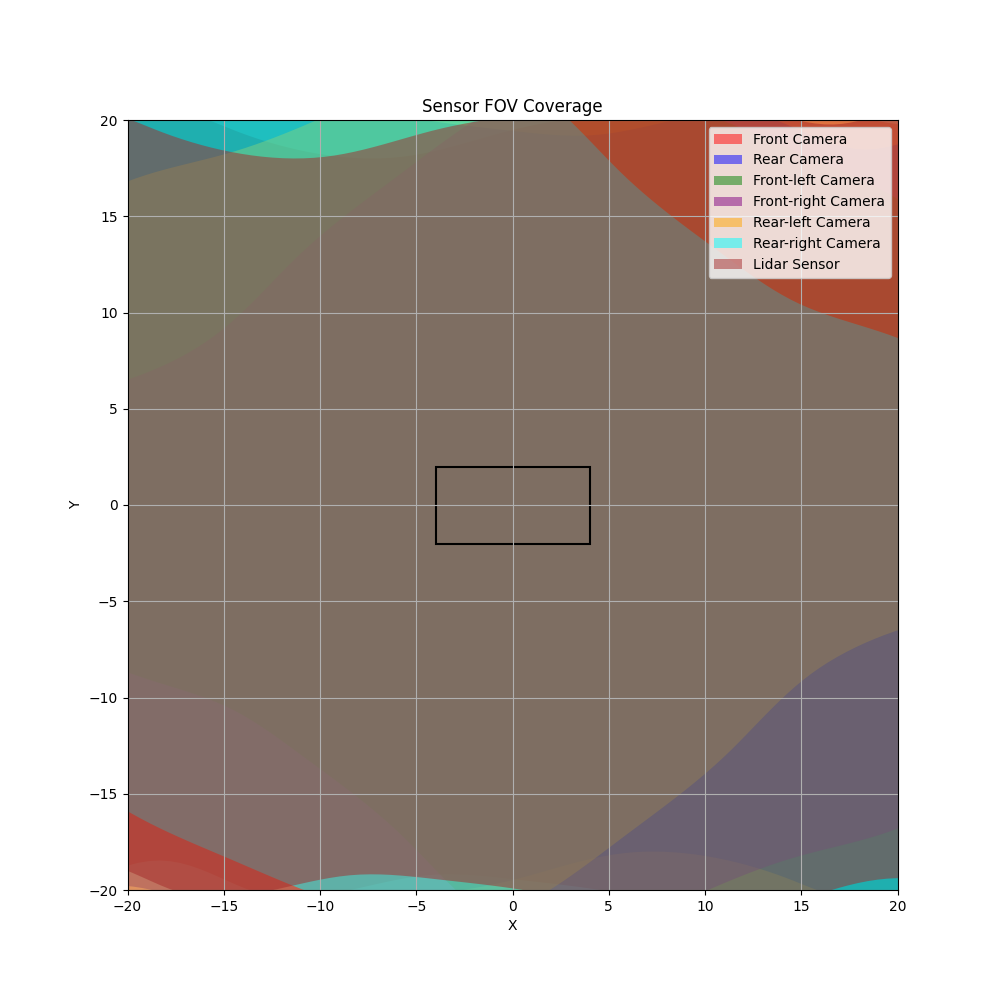 Sensor FOV Coverage
Front Camera
Rear Camera
Front-left Camera
Front-right Camera
Rear-left Camera
Rear-right Camera
Lidar Sensor
20
15
10
5
0
−5
−10
−15
−20
Y
−20 −15 −10 −5 0 5 10 15 20
X